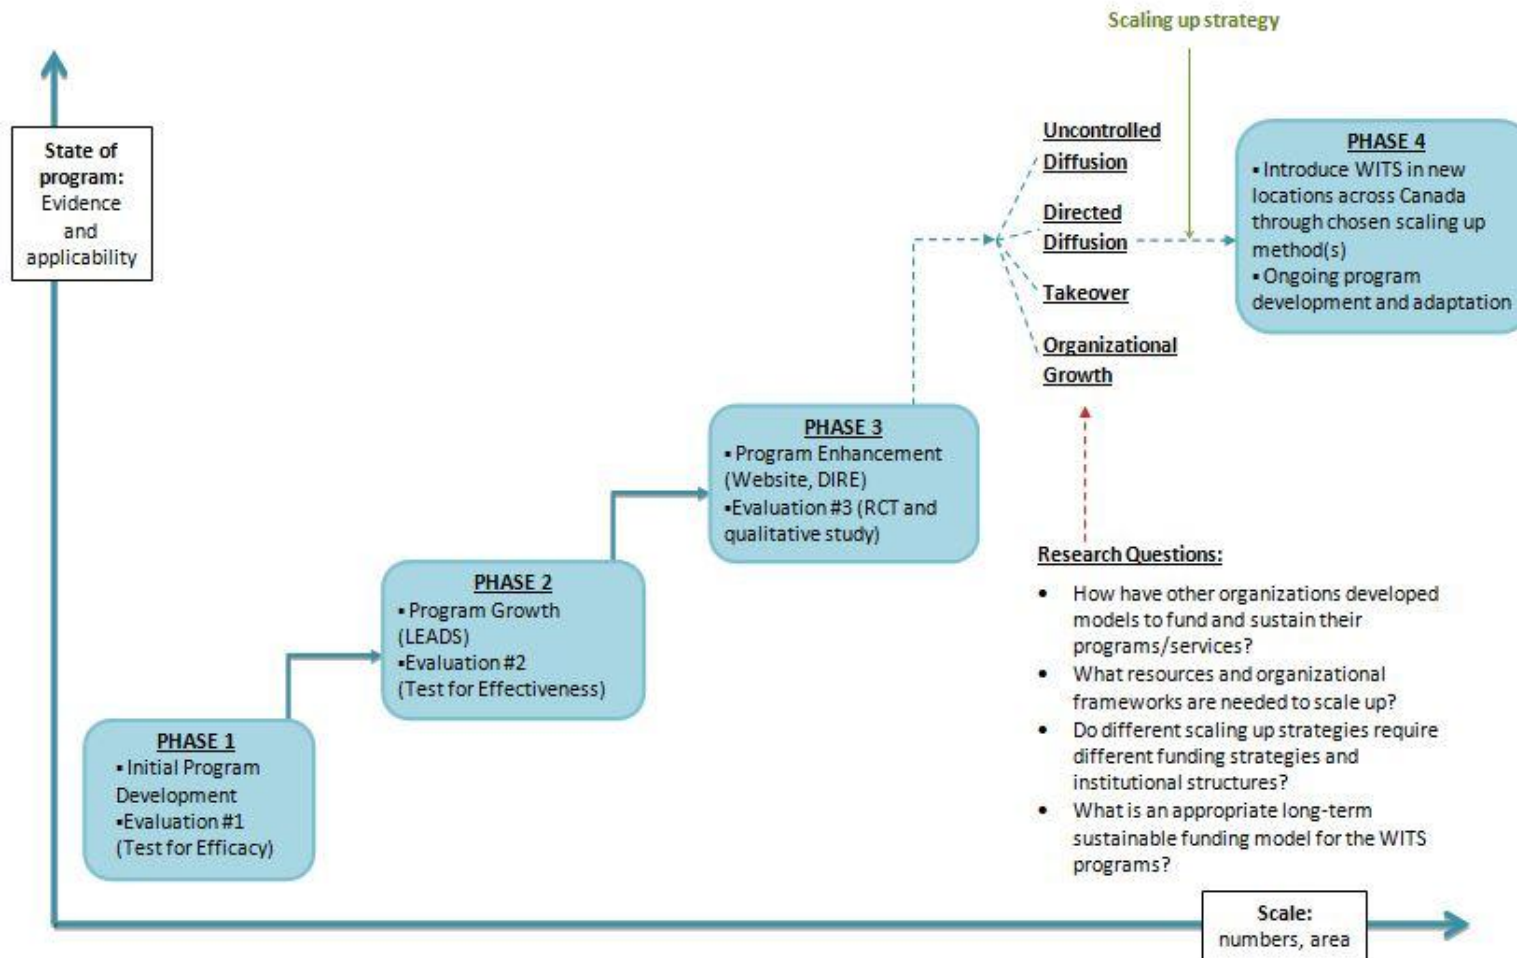 Scaling up strategy
State of
program:
Evidence
and
applicability
Uncontrolled
Diffusion
Directed
Diffusion
Takeover
Organizational
Growth
PHASE 4
▪ Introduce WITS in new
locations across Canada
through chosen scaling up
method(s)
▪ Ongoing program
development and adaptation
PHASE 3
▪ Program Enhancement
(Website, DIRE)
▪Evaluation #3 (RCT and
qualitative study)
PHASE 2
▪ Program Growth
(LEADS)
▪Evaluation #2
(Test for Effectiveness)
PHASE 1
▪ Initial Program
Development
▪Evaluation #1
(Test for Efficacy)
Research Questions:
• How have other organizations developed
models to fund and sustain their
programs/services?
• What resources and organizational
frameworks are needed to scale up?
• Do different scaling up strategies require
different funding strategies and
institutional structures?
• What is an appropriate long-term
sustainable funding model for the WITS
programs?
Scale:
numbers, area